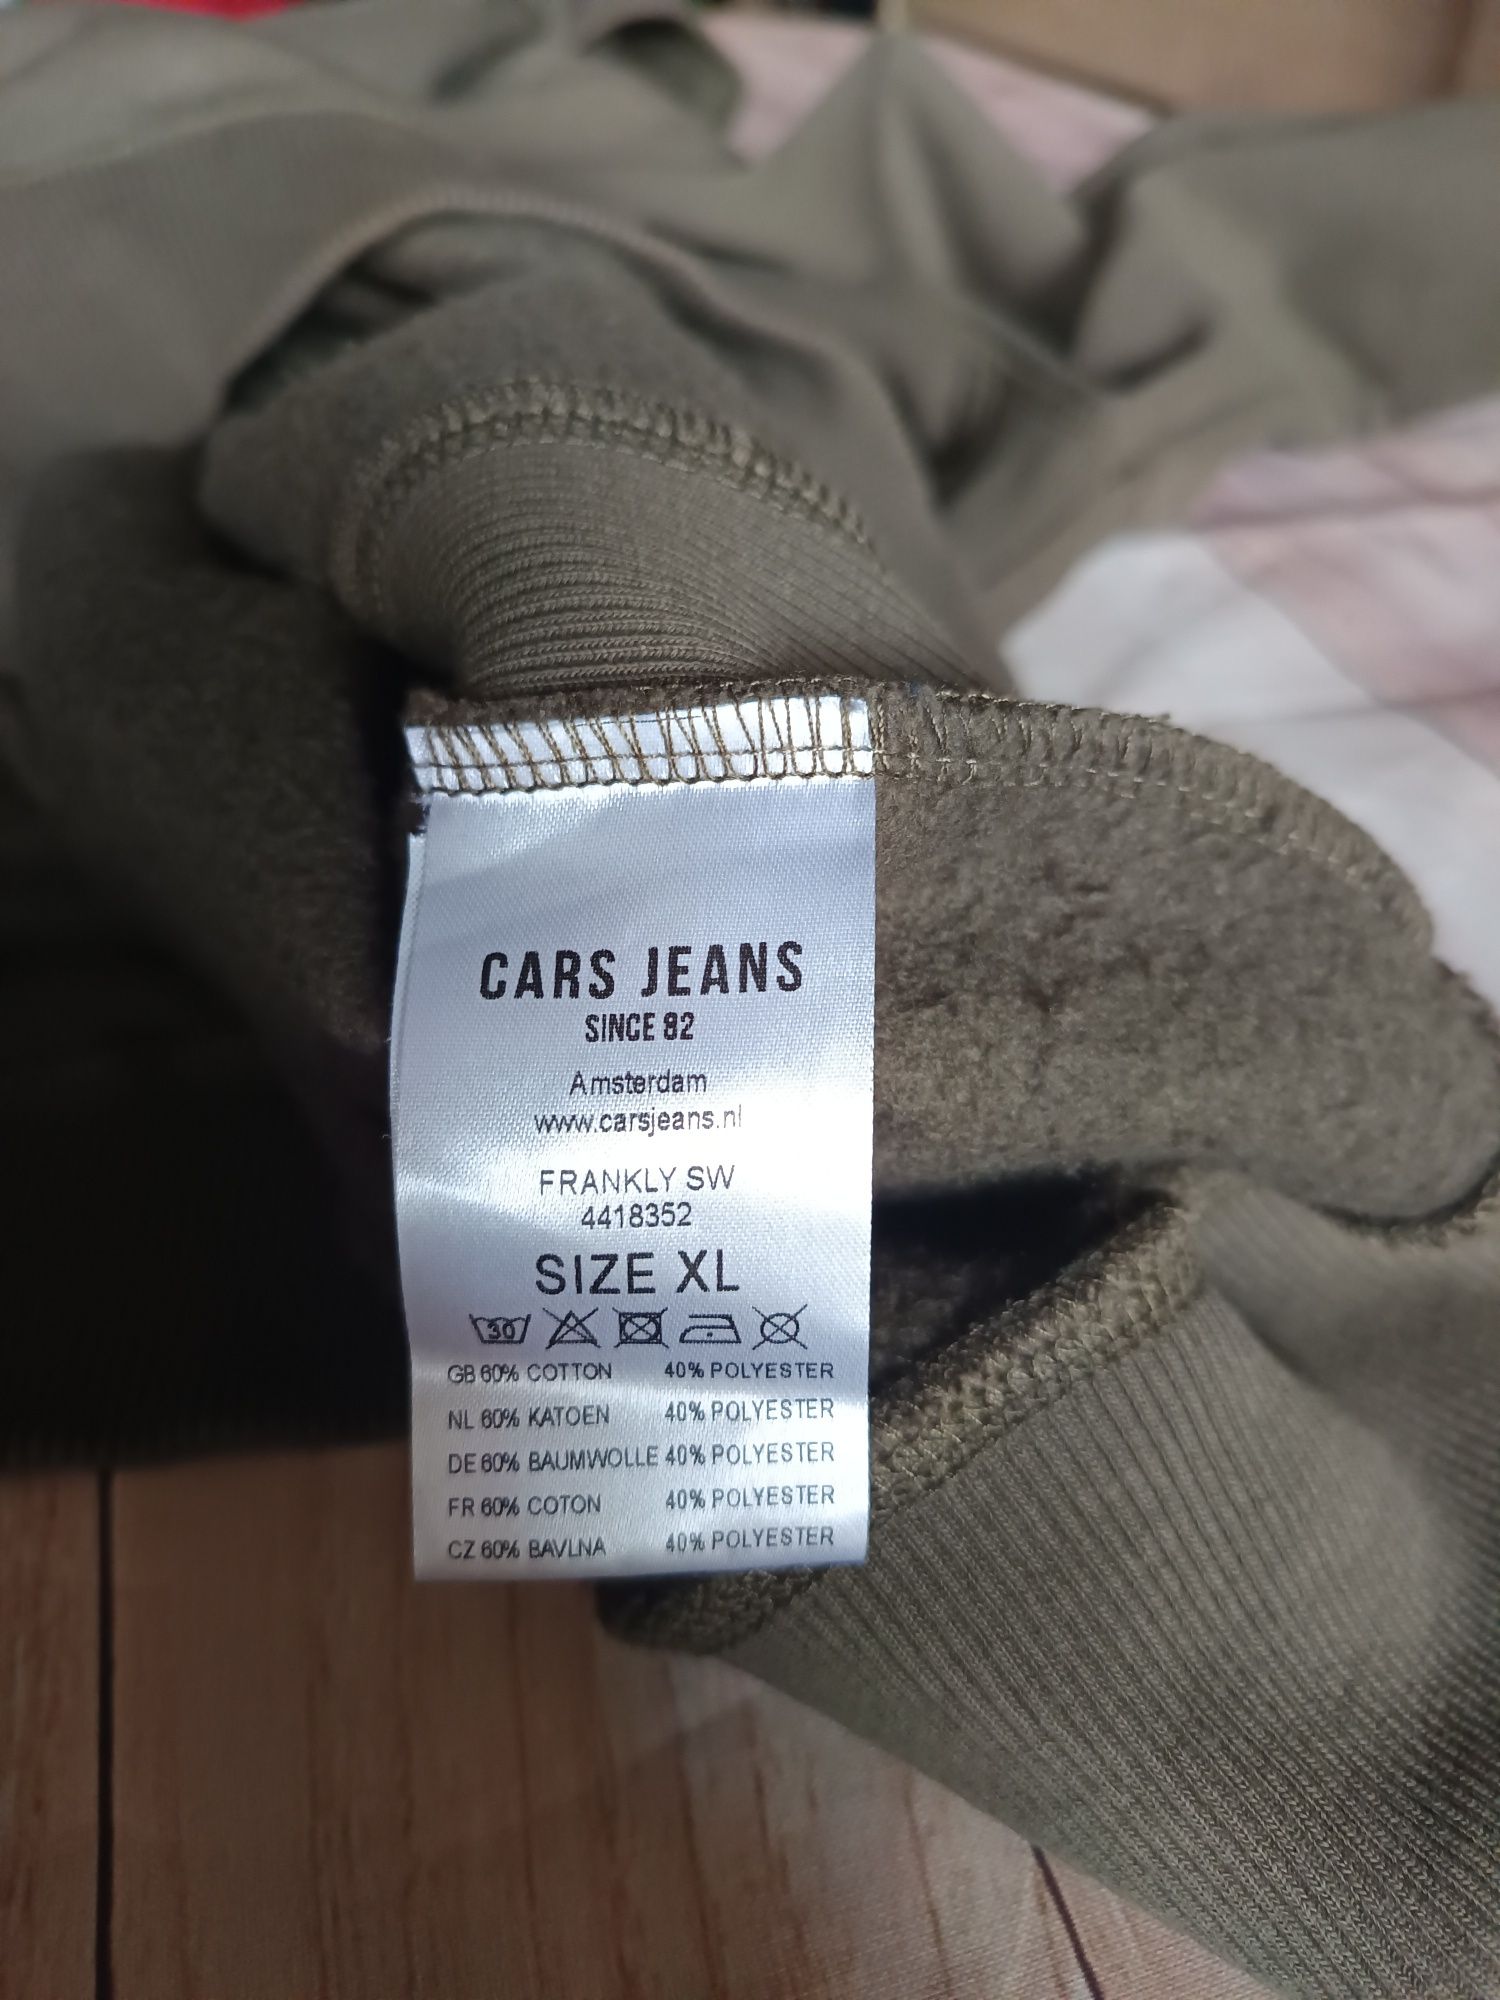 CARS JEANS
SINCE 82
Amsterdam
www.carsjeans.nl
FRANKLY SW
4418352
SIZE XL
30
GB 60% COTTON 40% POLYESTER
NL 60% KATOEN 40% POLYESTER
DE 60% BAUMWOLLE 40% POLYESTER
FR 60% COTON 40% POLYESTER
CZ 60% BAVLNA 40% POLYESTER